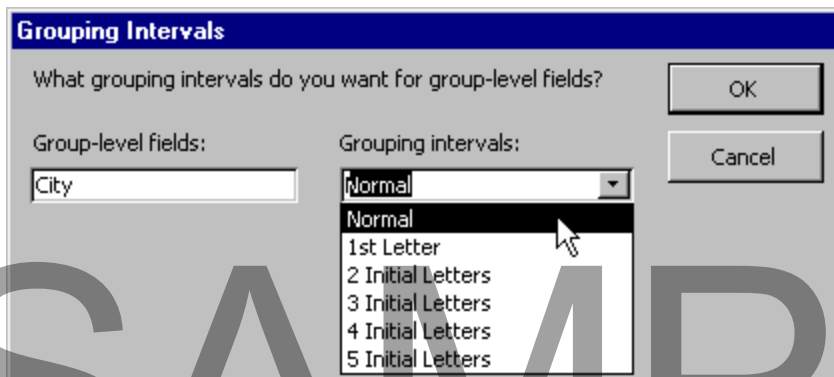 Grouping Intervals
What grouping intervals do you want for group-level fields?
OK
Group-level fields:
Grouping intervals:
Cancel
City
Normal
Normal
1st Letter
2 Initial Letters
3 Initial Letters
4 Initial Letters
5 Initial Letters